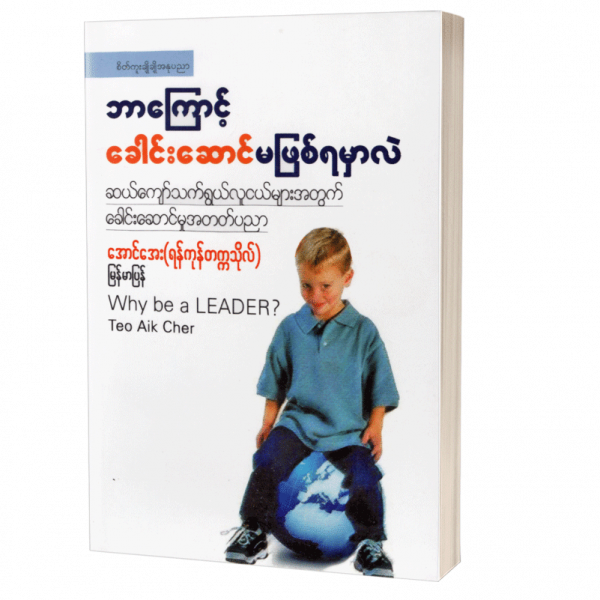 စိတ်ကူးချိုချိုအနုပညာ
ဘာကြောင့်
ခေါင်းဆောင်မဖြစ်ရမှာလဲ
ဆယ်ကျော်သက်ရွယ်လူငယ်များအတွက်
ခေါင်းဆောင်မှုအတတ်ပညာ
အောင်အေး(ရန်ကုန်တက္ကသိုလ်)
မြန်မာပြန်
Why be a LEADER?
Teo Aik Cher